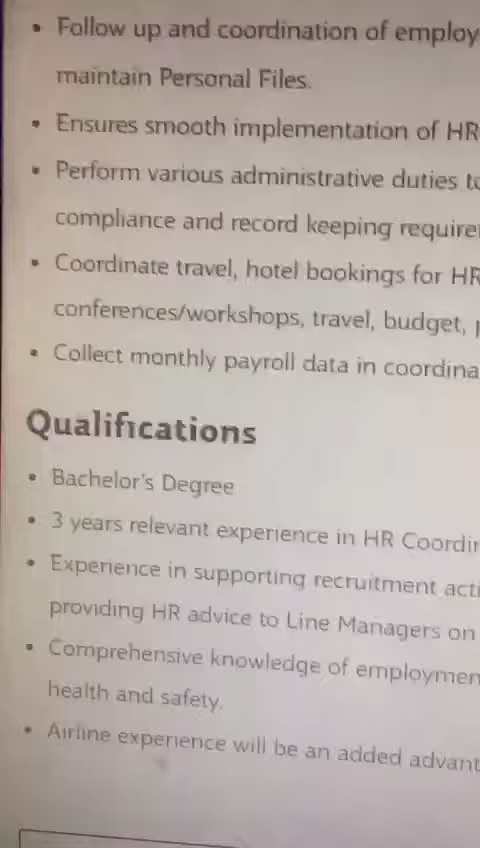 • Follow up and coordination of employ
maintain Personal Files.
• Ensures smooth implementation of HR
• Perform various administrative duties to
compliance and record keeping require
• Coordinate travel, hotel bookings for HR
conferences/workshops, travel, budget,
• Collect monthly payroll data in coordina
Qualifications
• Bachelor's Degree
• 3 years relevant experience in HR Coordin
• Experience in supporting recruitment acti
providing HR advice to Line Managers on
• Comprehensive knowledge of employmen
health and safety.
• Airline experience will be an added advant